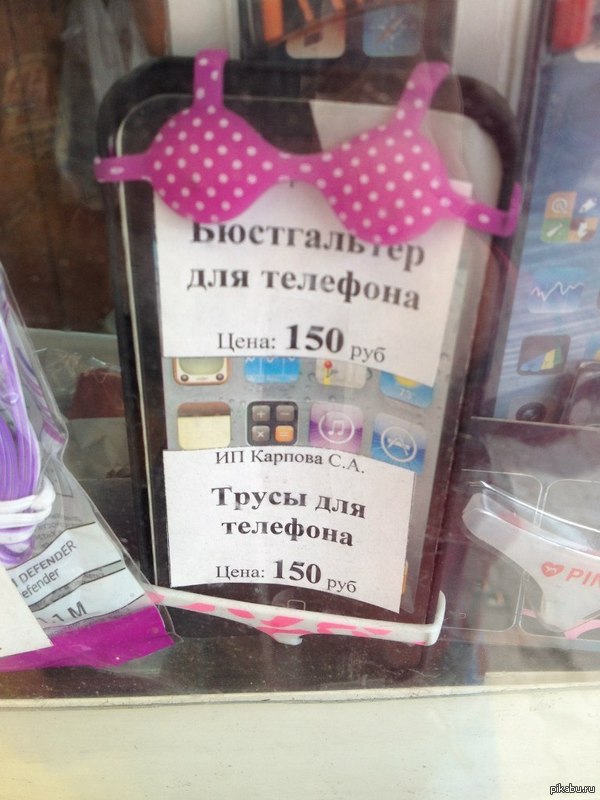 Бюстгальтер
для телефона
Цена: 150 руб
ИП Карпова С.А.
Трусы для
телефона
Цена: 150 руб
DEFENDER
efender
M
PIN
pikabu.ru